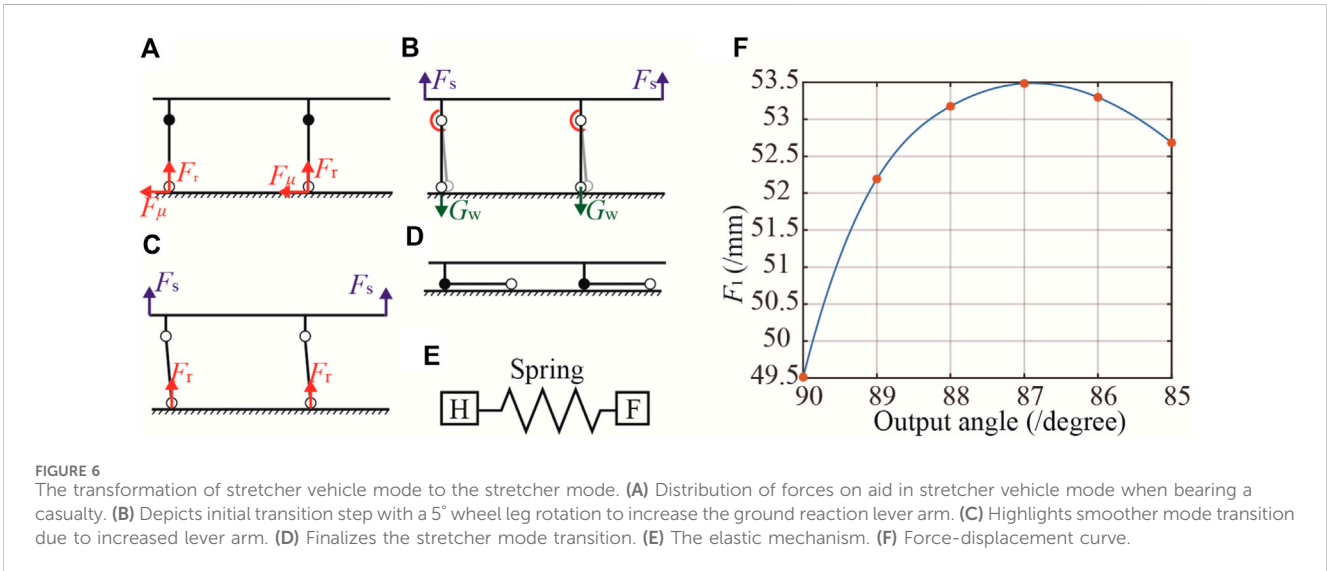 A
Fr
Fr
Fμ
Fμ
B
Fs
Fs
Gw
Gw
C
Fs
Fs
Fr
Fr
D
E
Spring
H
F
F
53.5
53
52.5
52
51.5
51
50.5
50
49.5
F1 (/mm)
90 89 88 87 86 85
Output angle (/degree)
FIGURE 6
The transformation of stretcher vehicle mode to the stretcher mode. (A) Distribution of forces on aid in stretcher vehicle mode when bearing a
casualty. (B) Depicts initial transition step with a 5° wheel leg rotation to increase the ground reaction lever arm. (C) Highlights smoother mode transition
due to increased lever arm. (D) Finalizes the stretcher mode transition. (E) The elastic mechanism. (F) Force-displacement curve.